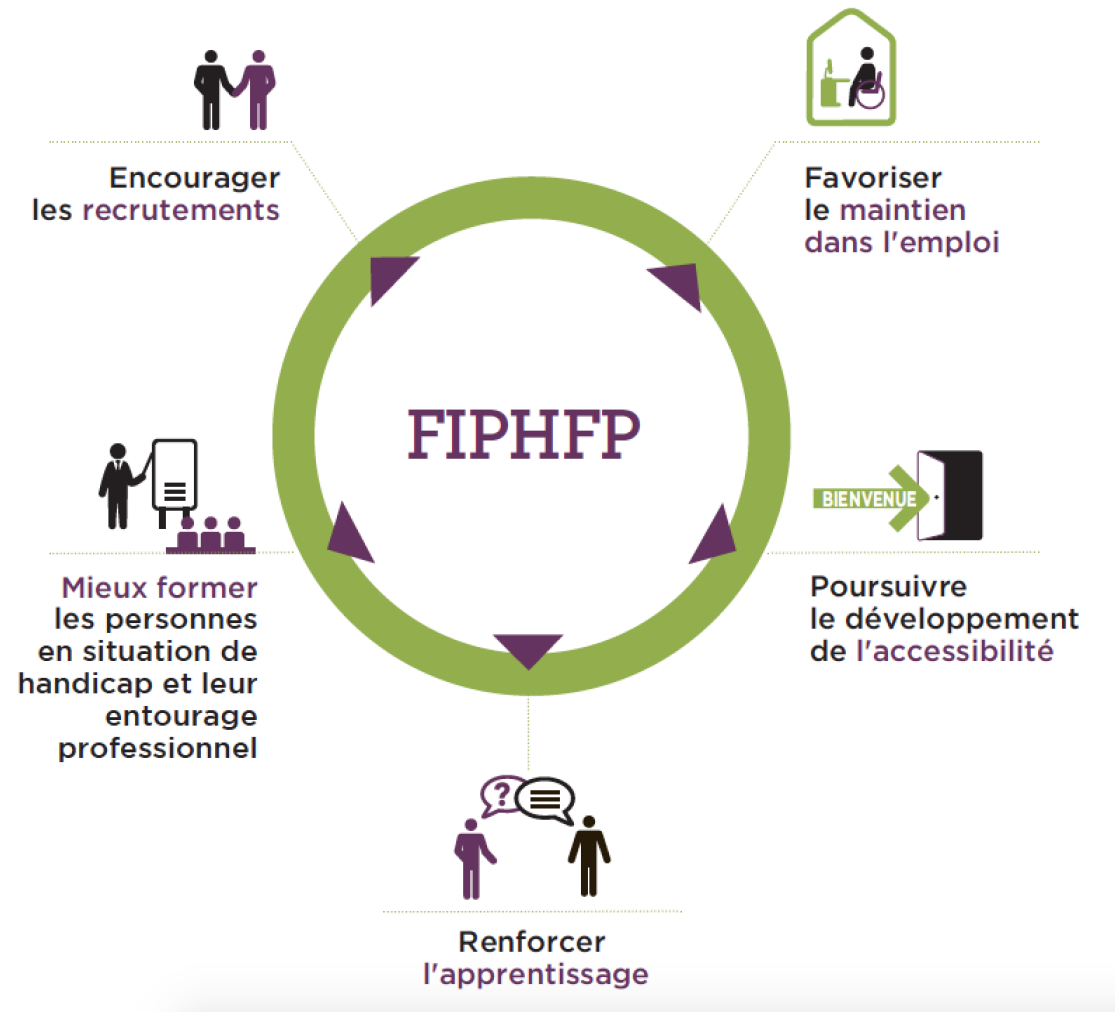 Encourager
les recrutements
Favoriser
le maintien
dans l'emploi
FIPHFP
BIENVENUE
Mieux former
les personnes
en situation de
handicap et leur
entourage
professionnel
Poursuivre
le développement
de l'accessibilité
?
Renforcer
l'apprentissage